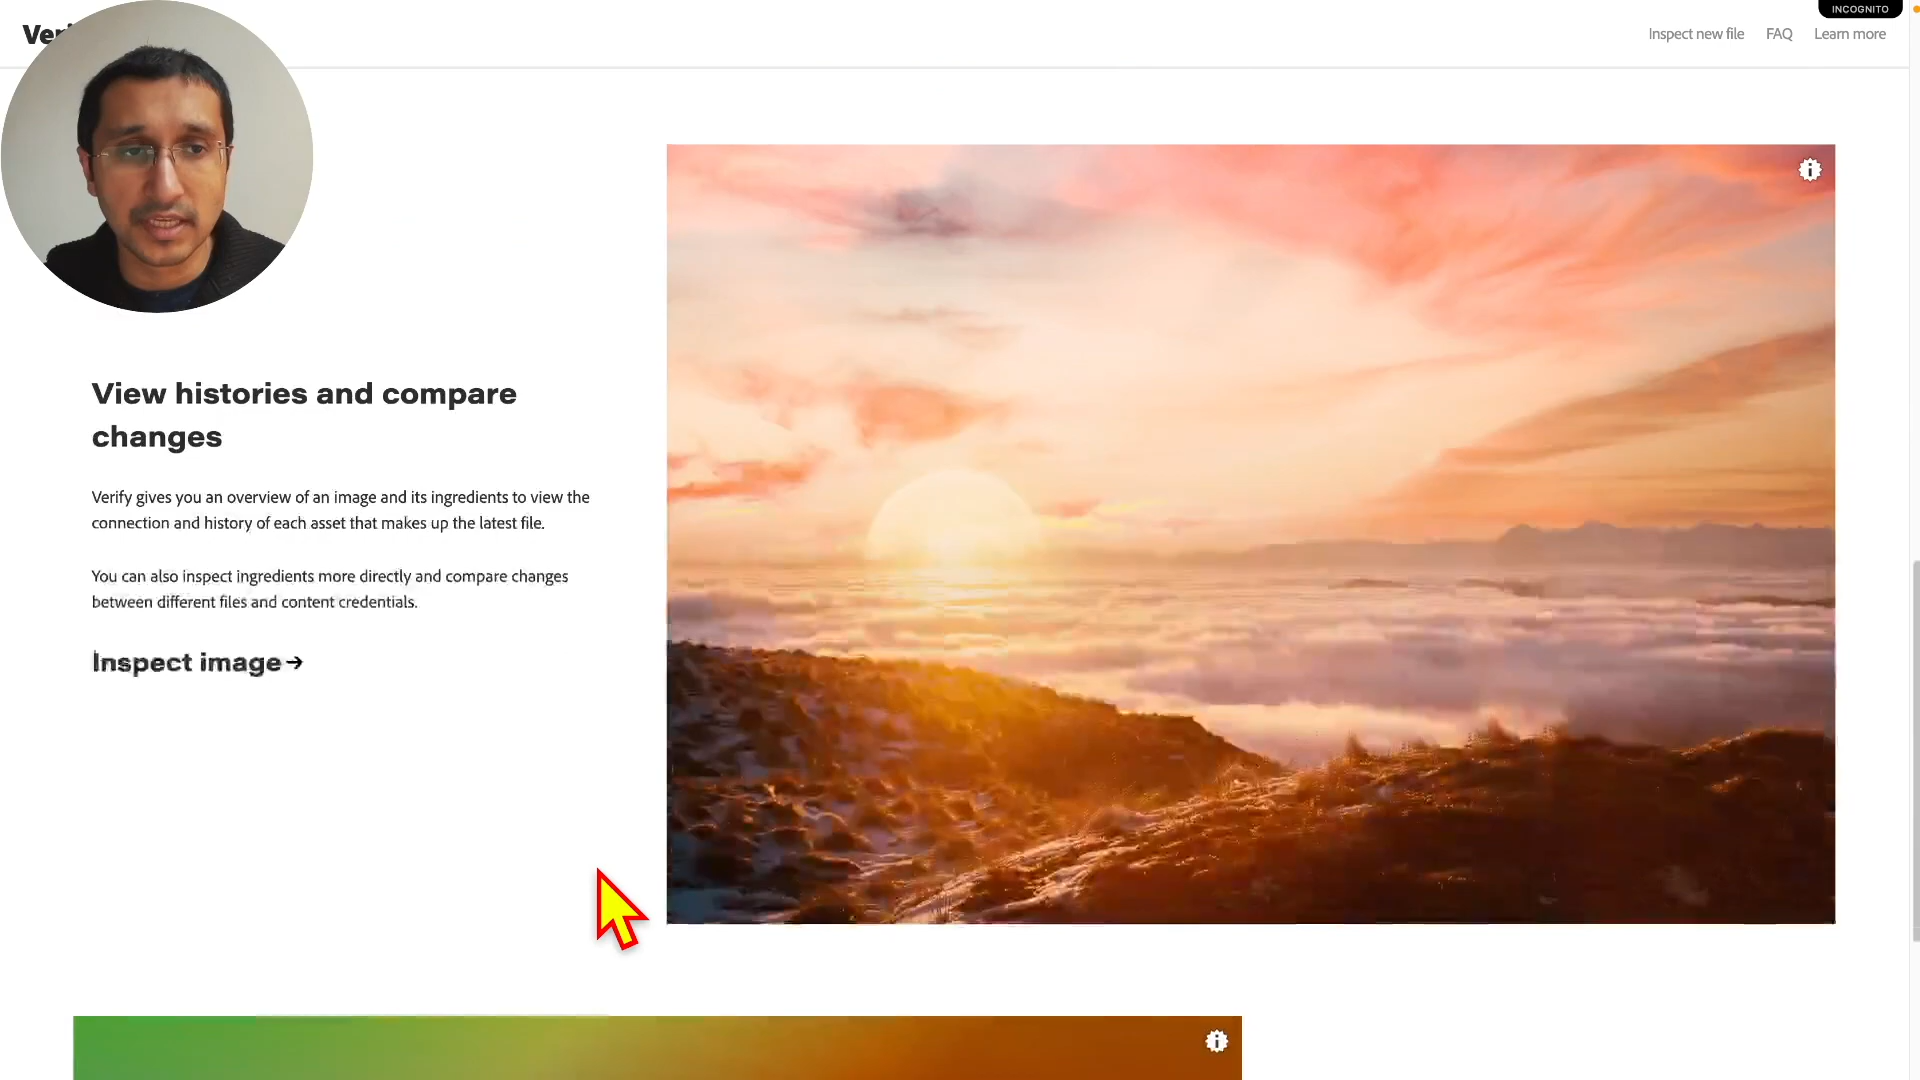 INCOGNITO
Inspect new file FAQ Learn more
View histories and compare
changes
Verify gives you an overview of an image and its ingredients to view the
connection and history of each asset that makes up the latest file.
You can also inspect ingredients more directly and compare changes
between different files and content credentials.
Inspect image →